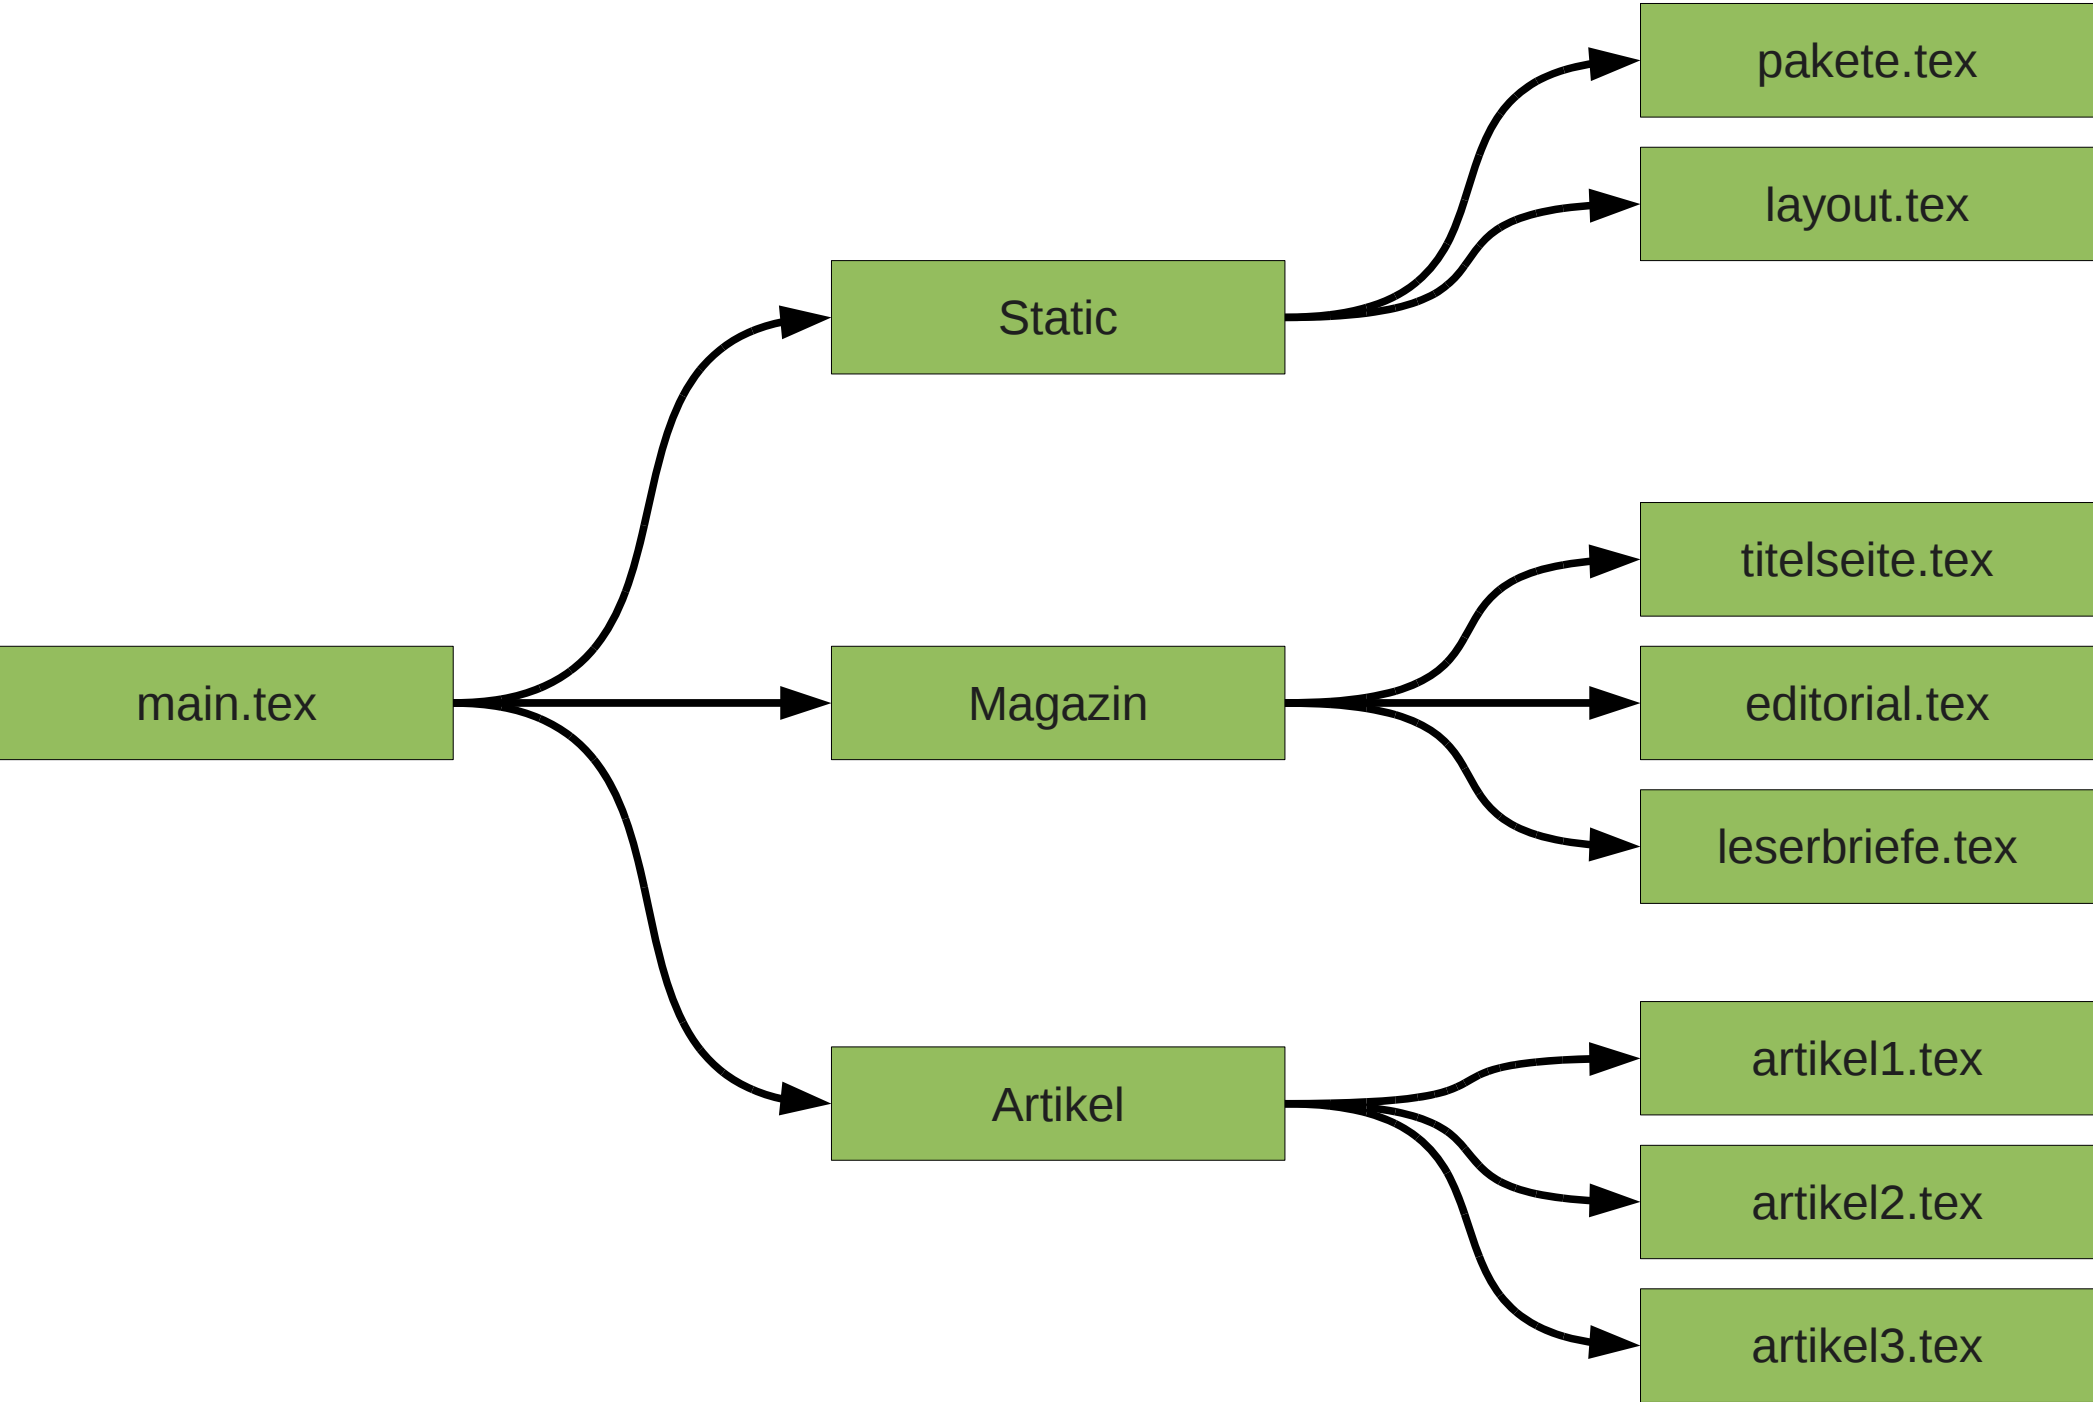 main.tex
Static
pakete.tex
layout.tex
Magazin
titelseite.tex
editorial.tex
leserbriefe.tex
Artikel
artikel1.tex
artikel2.tex
artikel3.tex